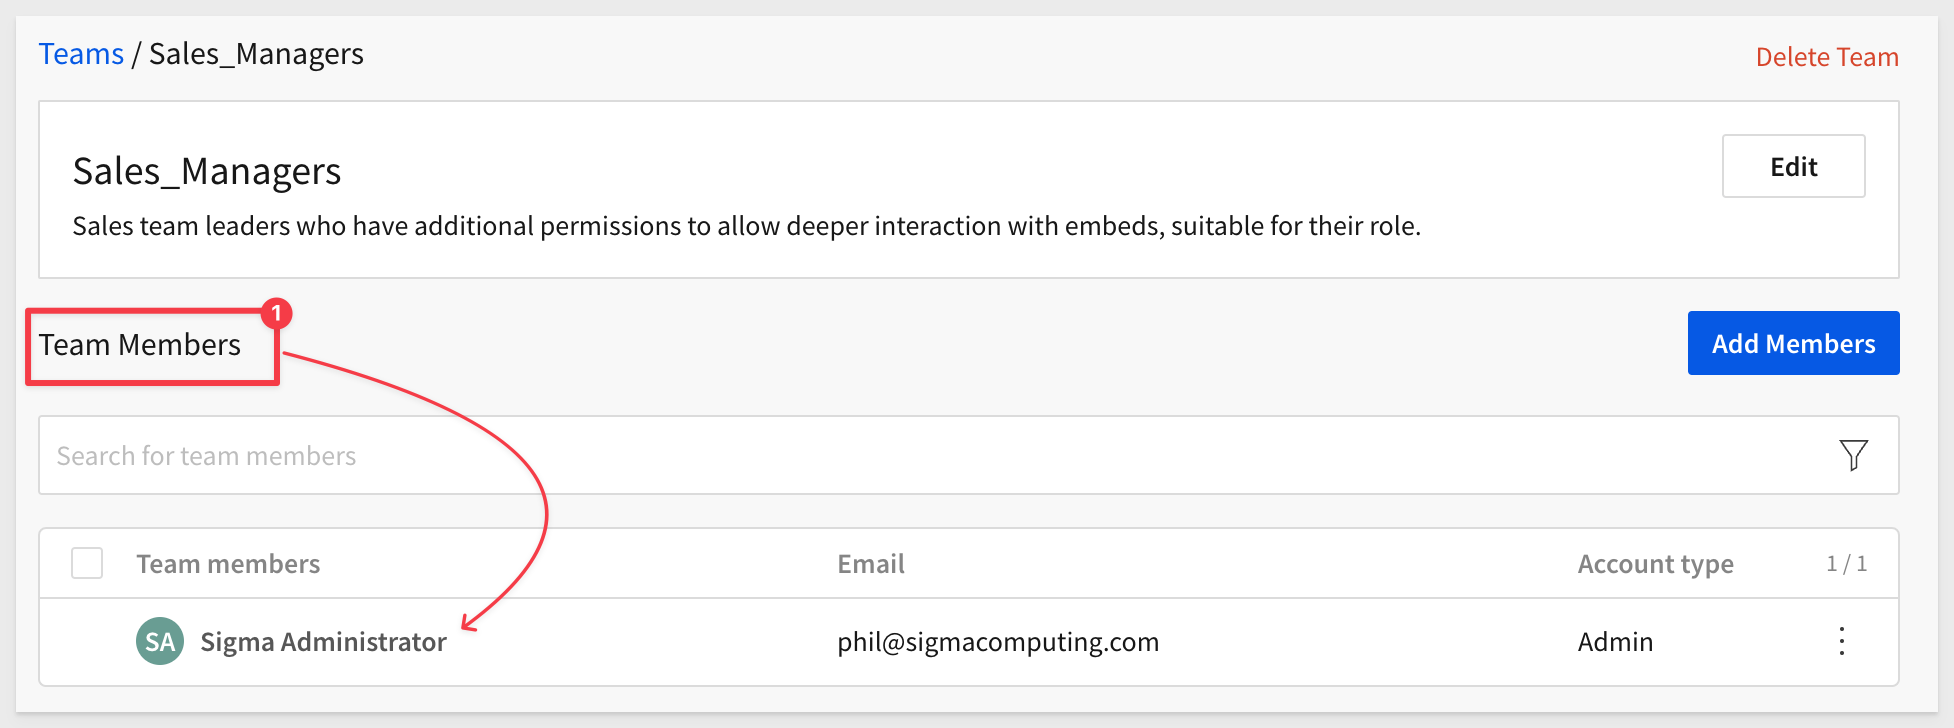 Teams / Sales_Managers
Delete Team
Sales_Managers
Edit
Sales team leaders who have additional permissions to allow deeper interaction with embeds, suitable for their role.
1
Team Members
Add Members
Search for team members
Team members Email Account type 1 / 1
SA Sigma Administrator phil@sigmacomputing.com Admin